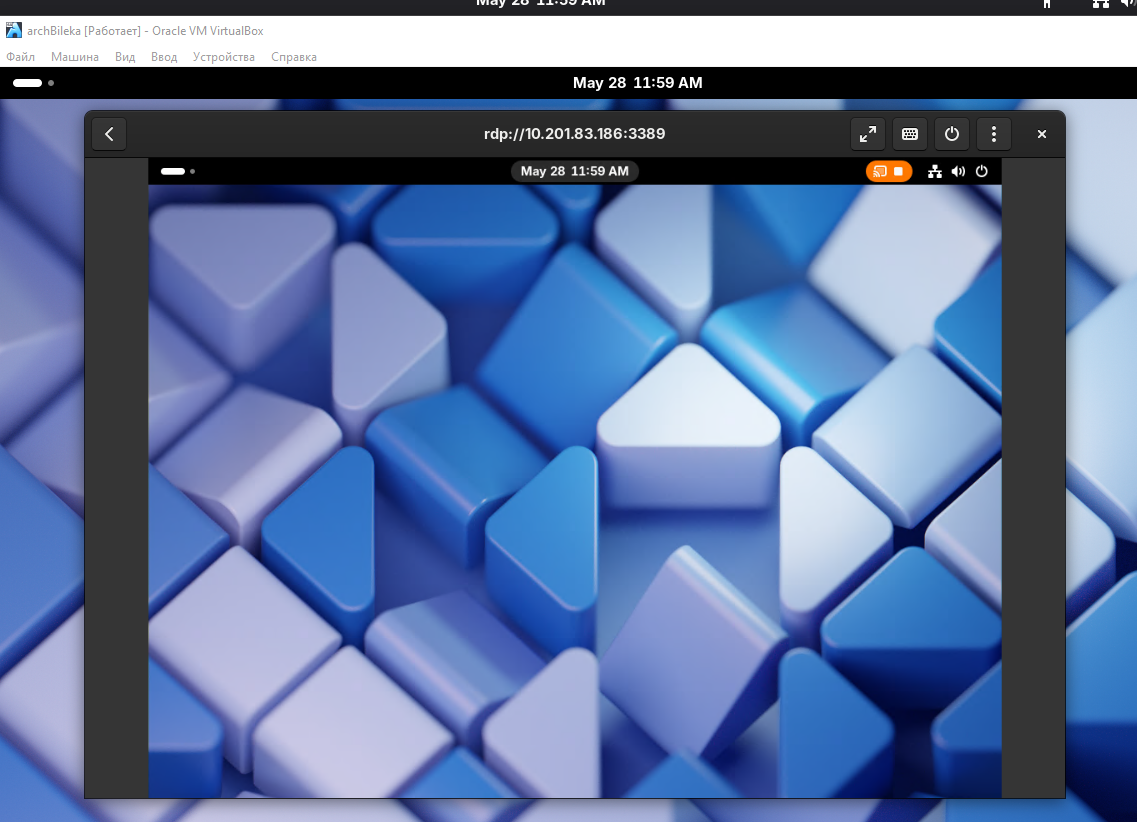 May 28 11:59 AM
archBileka [Работает] - Oracle VM VirtualBox
Файл Машина Вид Ввод Устройства Справка
May 28 11:59 AM
rdp://10.201.83.186:3389
May 28 11:59 AM